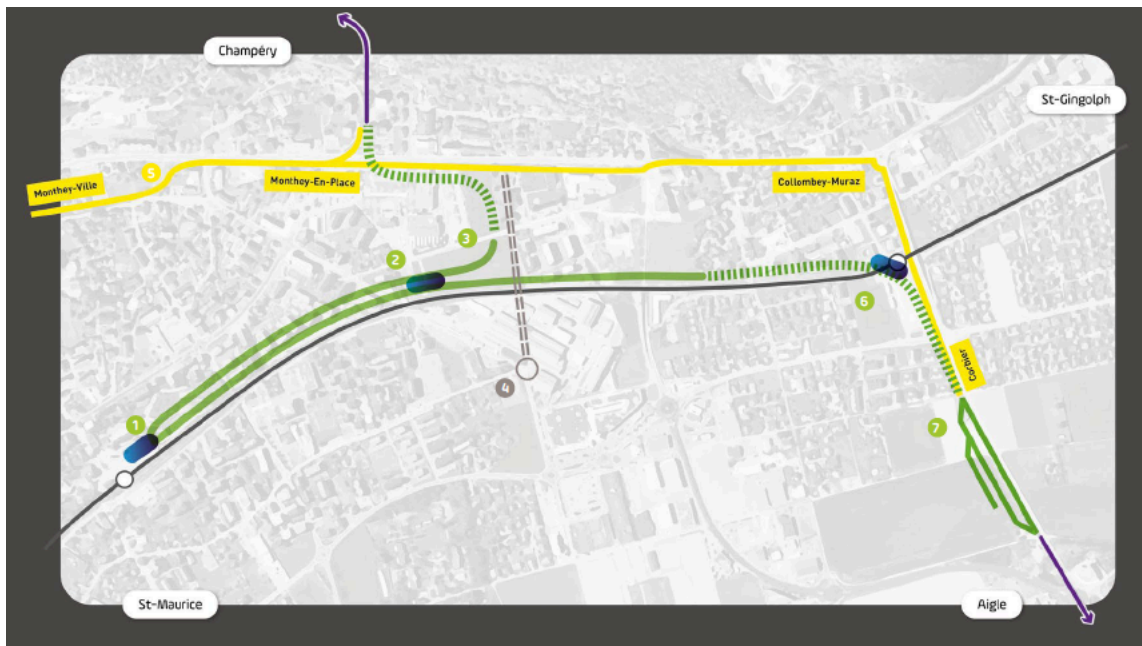 Champéry
St-Gingolph
5
Monthey-Ville
Monthey-En-Place
Collombey-Muraz
3
2
6
Corbier
4
1
7
St-Maurice
Aigle